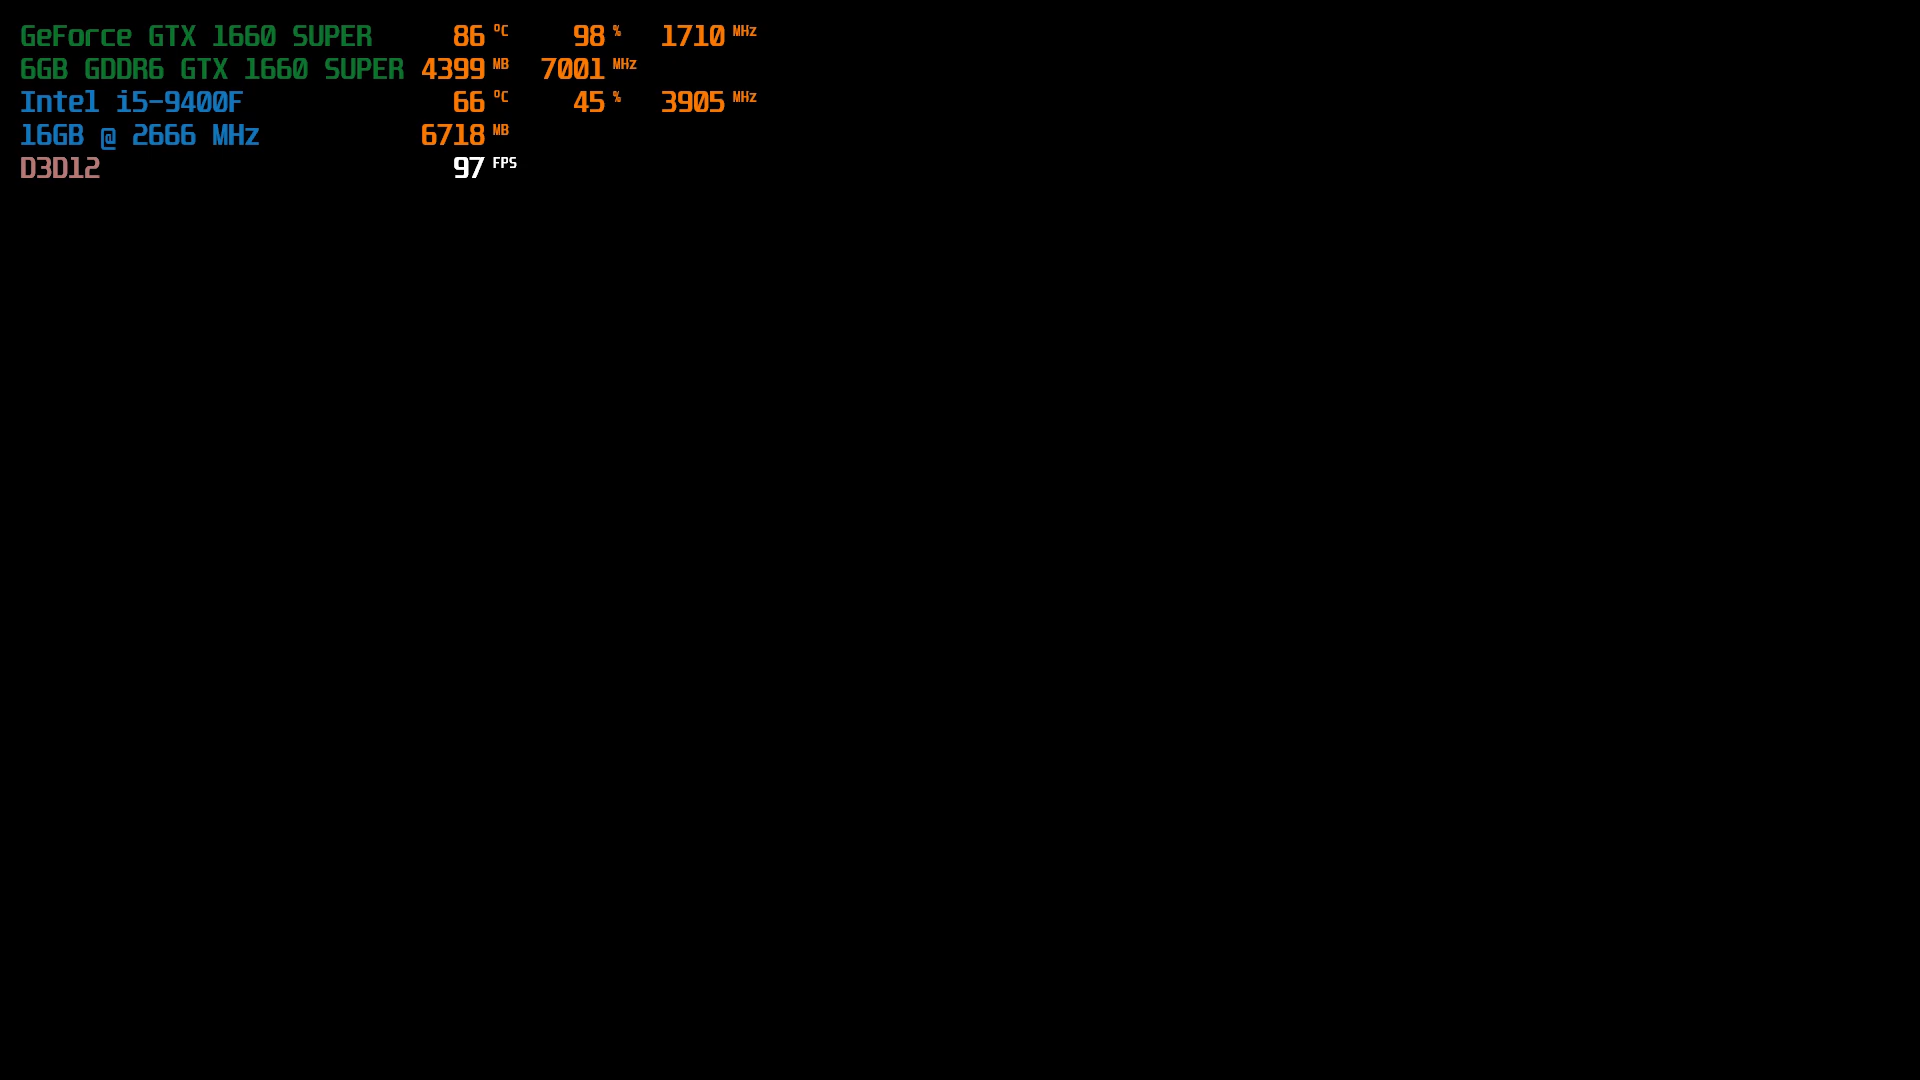 GeForce GTX 1660 SUPER 86 °C 98 % 1710 MHz
6GB GDDR6 GTX 1660 SUPER 4399 MB 7001 MHz
Intel i5-9400F 66 °C 45 % 3905 MHz
16GB @ 2666 MHz 6718 MB
D3D12 97 FPS